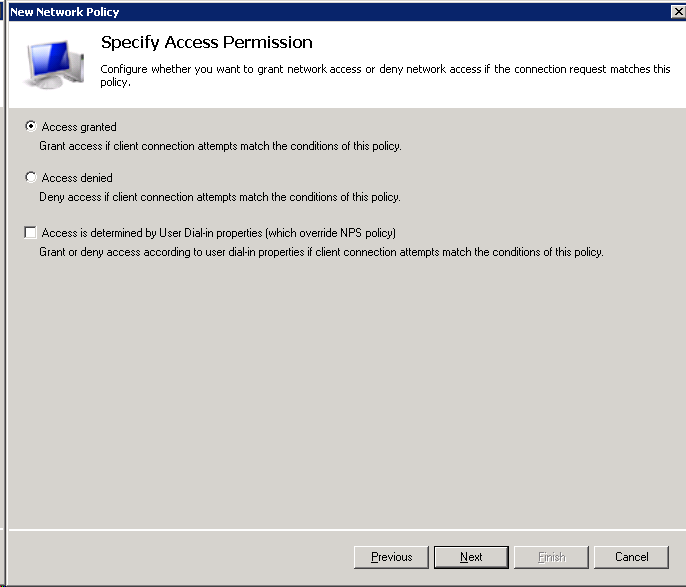 New Network Policy
Specify Access Permission
Configure whether you want to grant network access or deny network access if the connection request matches this
policy.
Access granted
Grant access if client connection attempts match the conditions of this policy.
Access denied
Deny access if client connection attempts match the conditions of this policy.
Access is determined by User Dial-in properties (which override NPS policy)
Grant or deny access according to user dial-in properties if client connection attempts match the conditions of this policy.
Previous
Next
Finish
Cancel